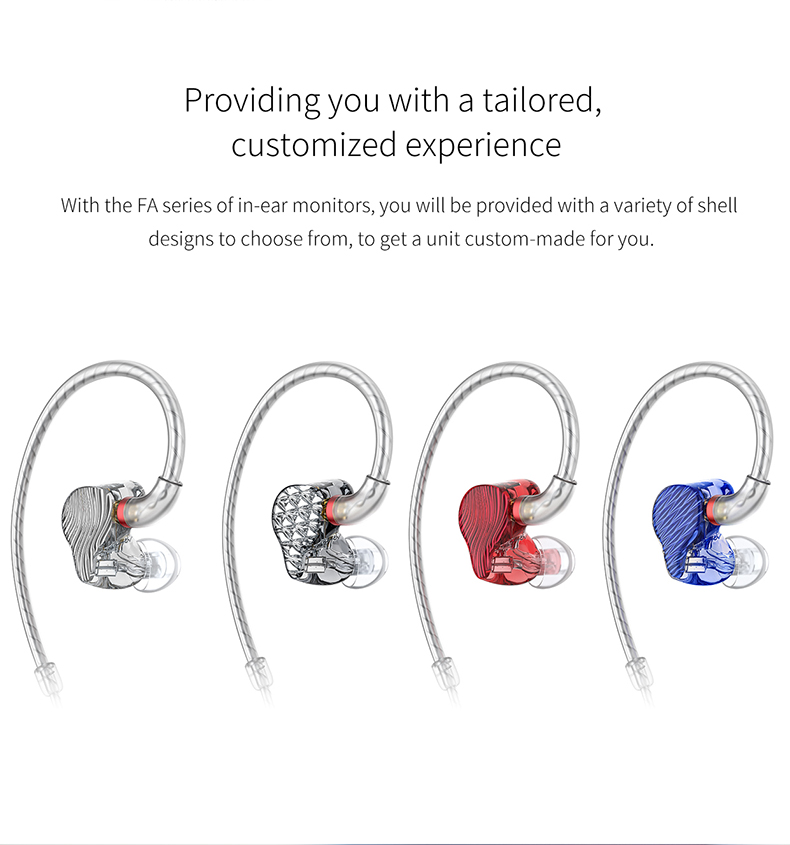 Providing you with a tailored,
customized experience
With the FA series of in-ear monitors, you will be provided with a variety of shell
designs to choose from, to get a unit custom-made for you.